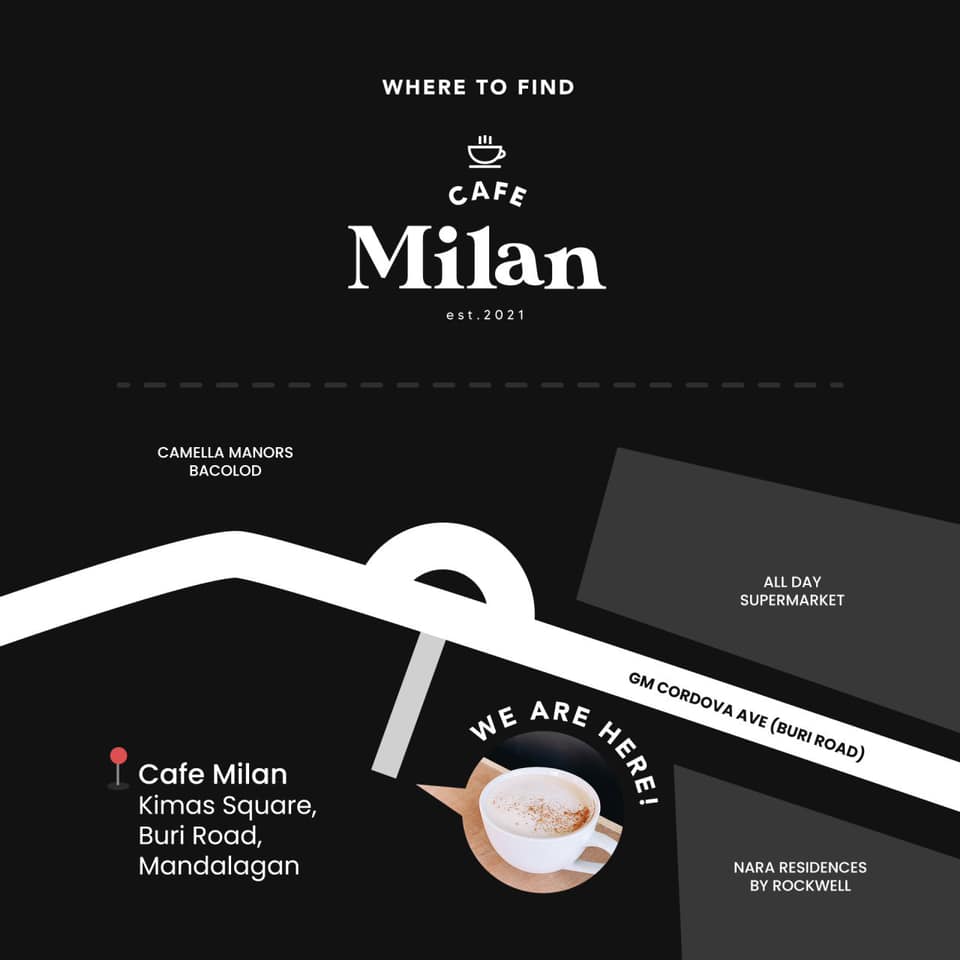 WHERE TO FIND
CAFE
Milan
est.2021
CAMELLA MANORS
BACOLOD
ALL DAY
SUPERMARKET
GM CORDOVA AVE (BURI ROAD)
WE ARE HERE!
Cafe Milan
Kimas Square,
Buri Road,
Mandalagan
NARA RESIDENCES
BY ROCKWELL